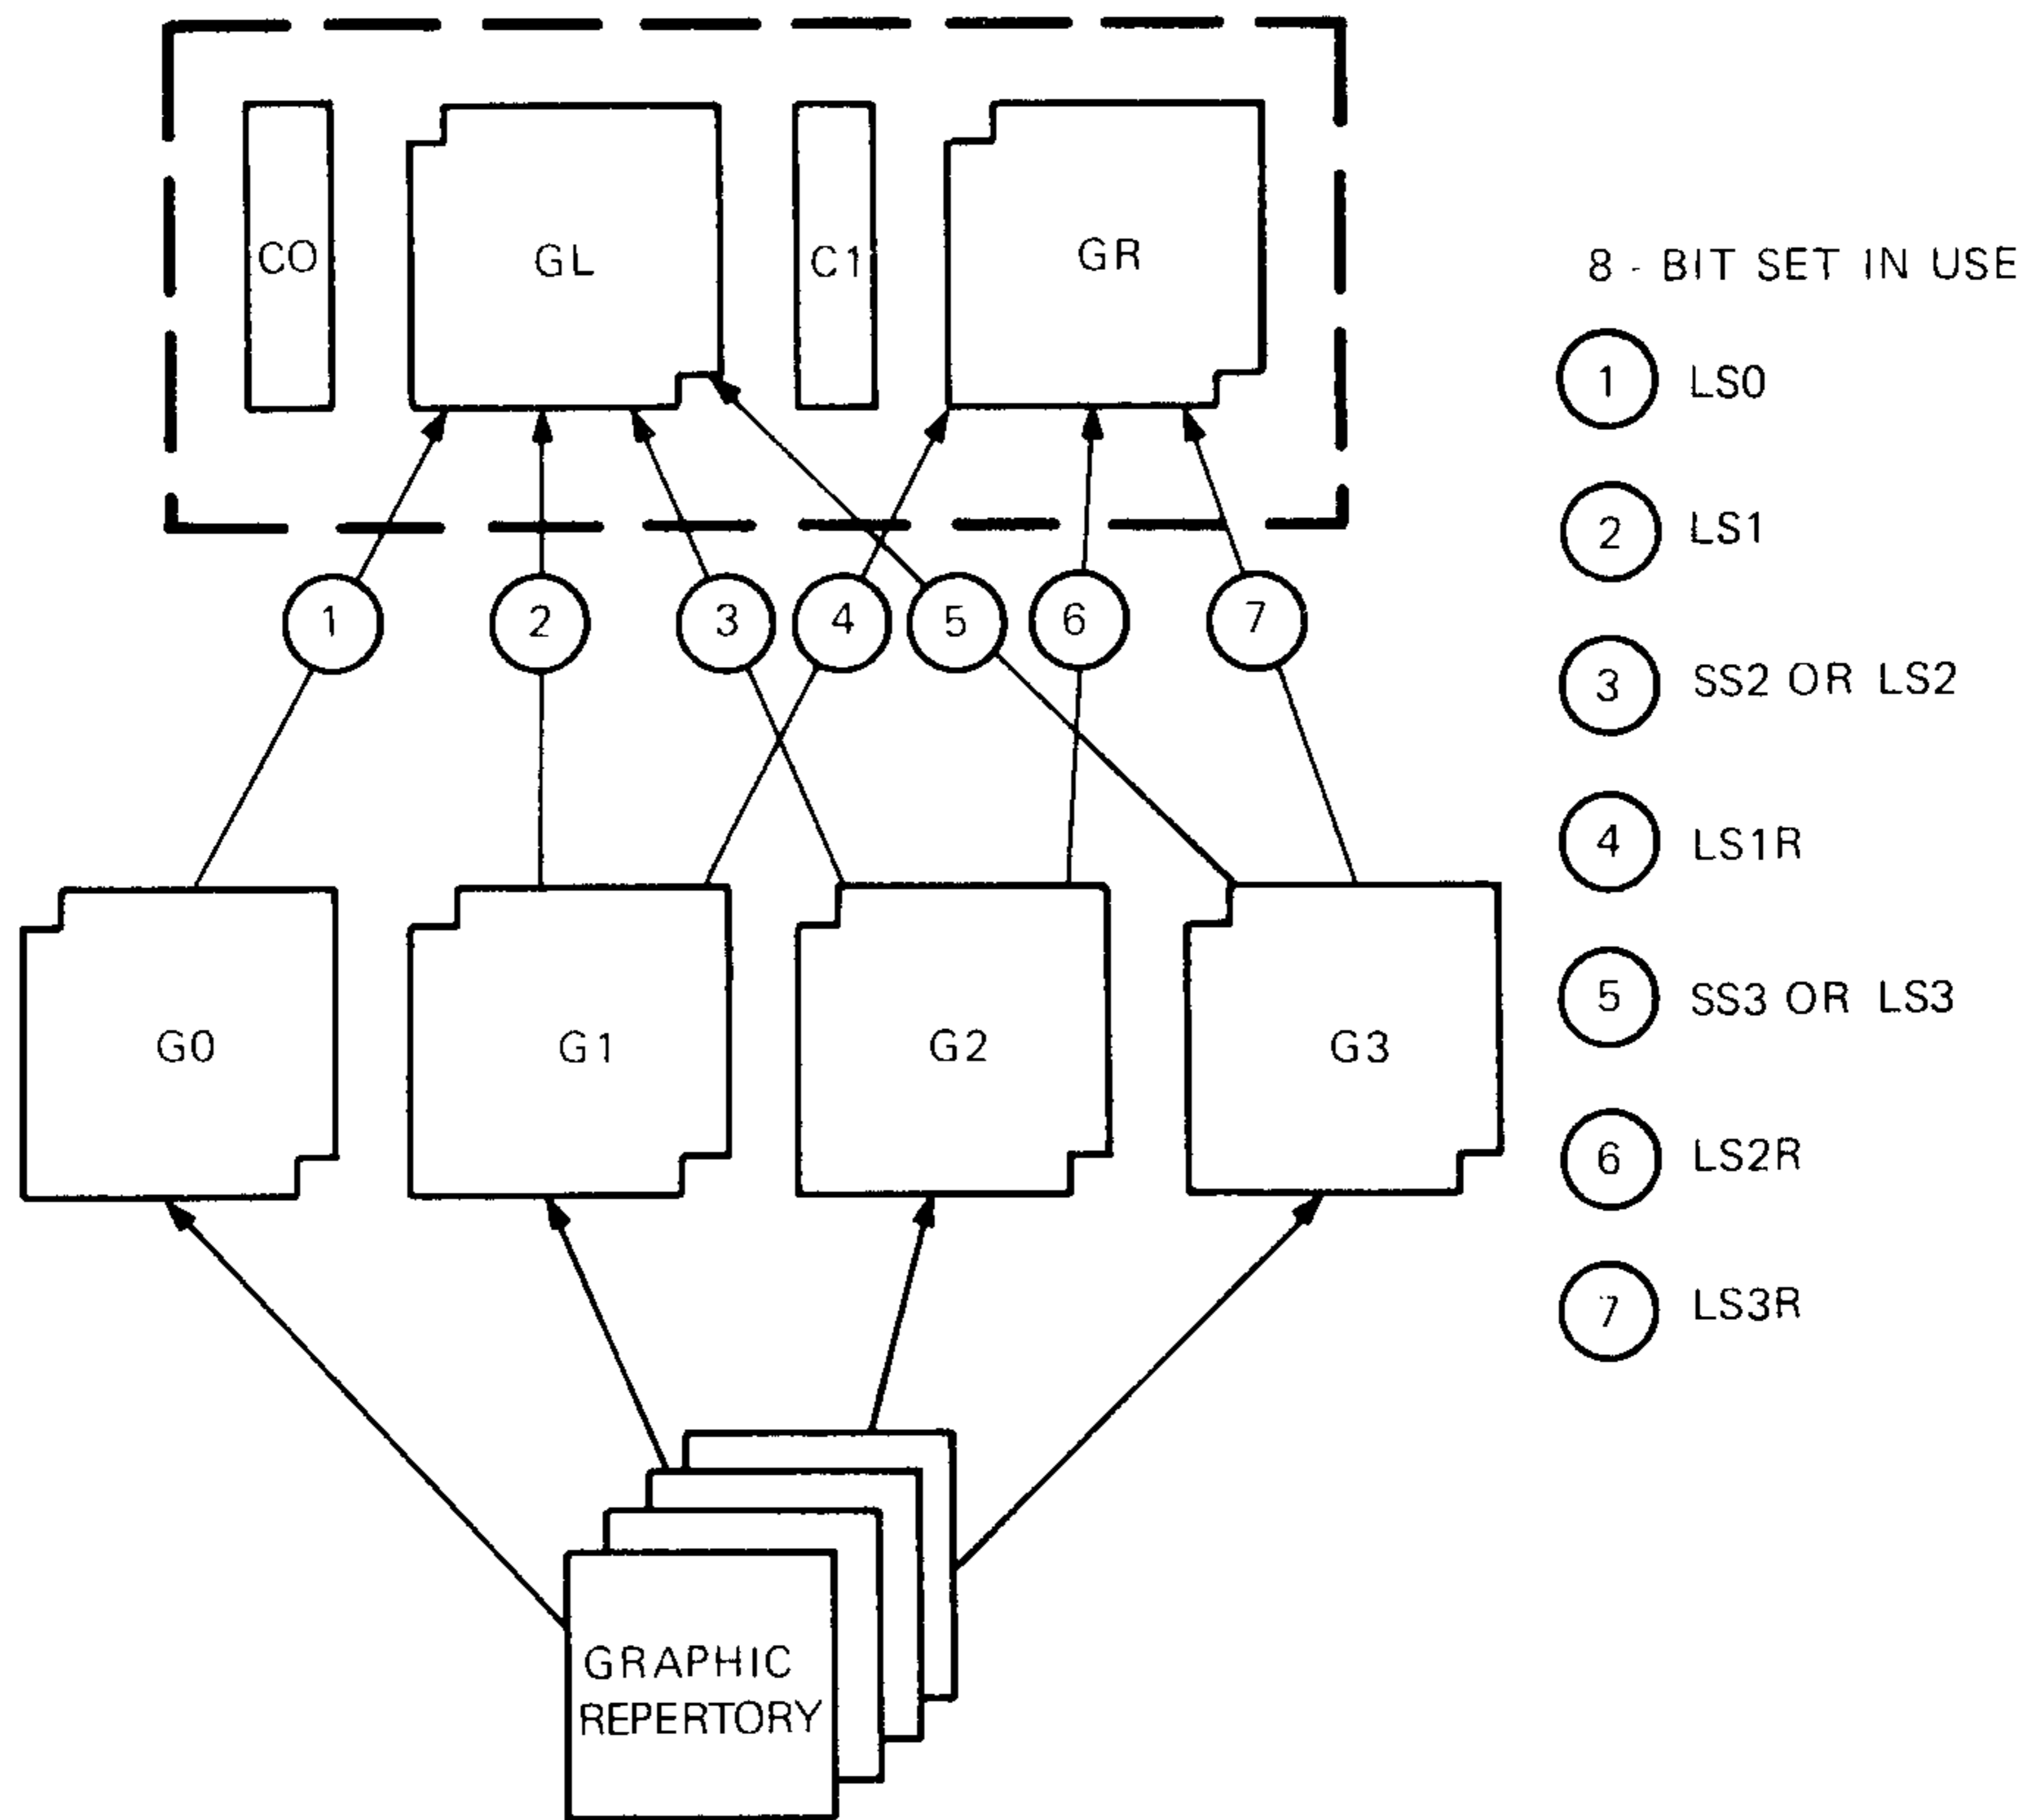 CO
GL
C1
GR
8 - BIT SET IN USE
1 LS0
2 LS1
3 SS2 OR LS2
4 LS1R
5 SS3 OR LS3
6 LS2R
7 LS3R
1
2
3
4
5
6
7
G0
G1
G2
G3
GRAPHIC
REPERTORY